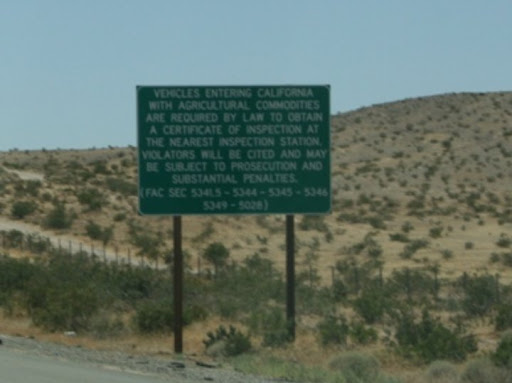 VEHICLES ENTERING CALIFORNIA
WITH AGRICULTURAL COMMODITIES
ARE REQUIRED BY LAW TO OBTAIN
A CERTIFICATE OF INSPECTION AT
THE NEAREST INSPECTION STATION.
VIOLATORS WILL BE CITED AND MAY
BE SUBJECT TO PROSECUTION AND
SUBSTANTIAL PENALTIES.
(FAC SEC 5341.5 - 5344 - 5345 - 5346
5349 - 5028)